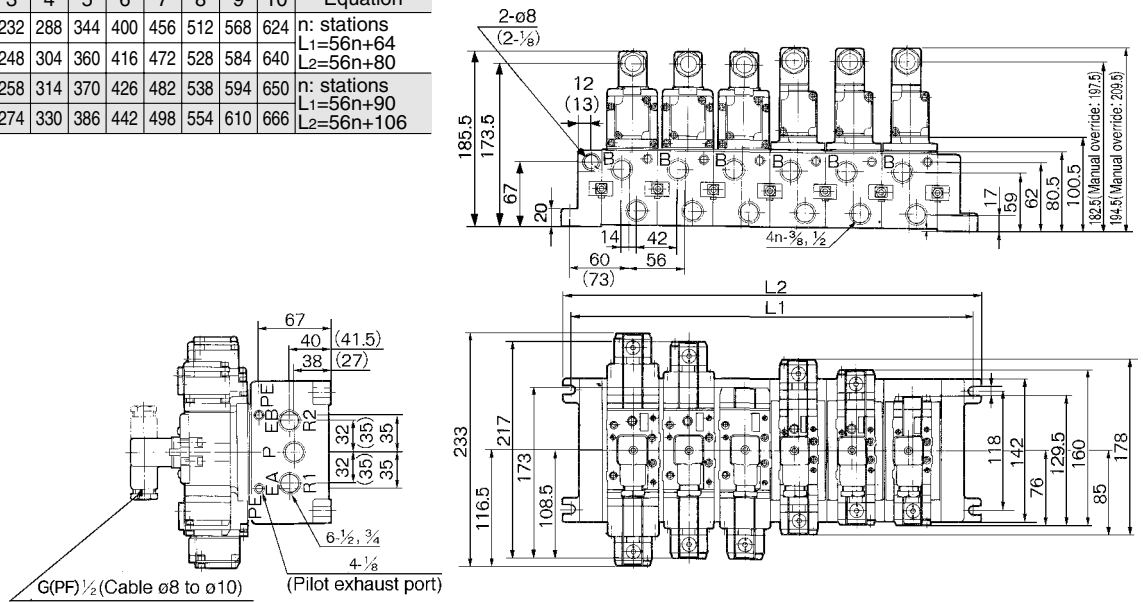 3 4 5 6 7 8 9 10 Equation
232 288 344 400 456 512 568 624 n: stations
L1=56n+64
248 304 360 416 472 528 584 640 L2=56n+80
258 314 370 426 482 538 594 650 n: stations
L1=56n+90
274 330 386 442 498 554 610 666 L2=56n+106
2-ø8
(2-⅛)
12
(13)
185.5
173.5
67
20
B B B B B B
14 42
60 56
(73)
4n-⅜, ½
17
59
62
80.5
100.5
182.5(Manual override: 197.5)
194.5(Manual override: 209.5)
L2
L1
67
40 (41.5)
38 (27)
PE
EB
R2
P
EA
R1
PE
32
(35)
35
32
(35)
35
6-½, ¾
4-⅛
(Pilot exhaust port)
G(PF)½(Cable ø8 to ø10)
233
116.5
217
173
108.5
118
142
76
129.5
160
85
178